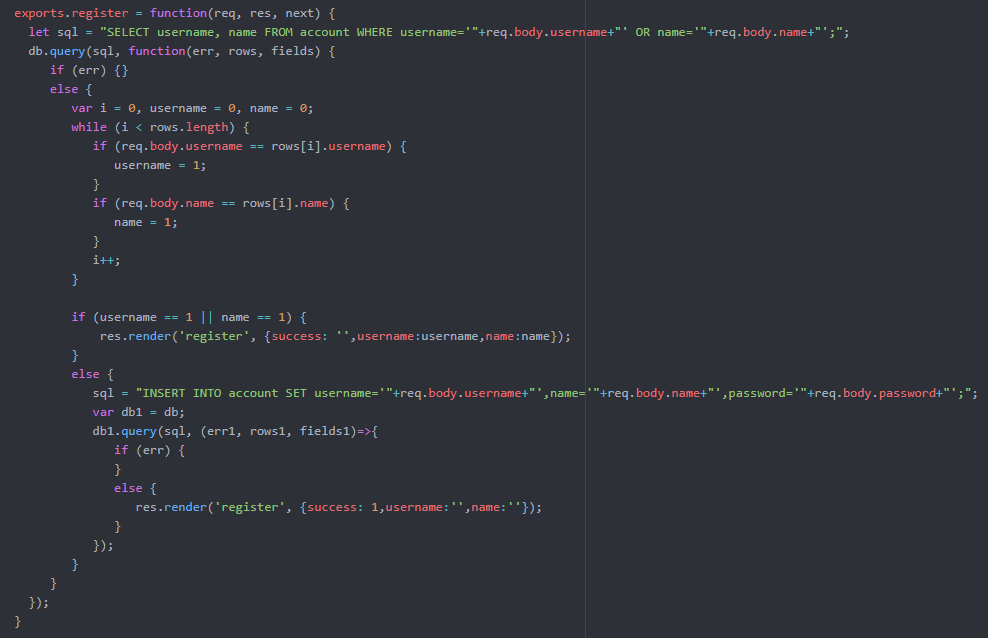 exports.register = function(req, res, next) {
  let sql = "SELECT username, name FROM account WHERE username='"+req.body.username+"' OR name='"+req.body.name+"';";
  db.query(sql, function(err, rows, fields) {
     if (err) {}
     else {
        var i = 0, username = 0, name = 0;
        while (i < rows.length) {
           if (req.body.username == rows[i].username) {
              username = 1;
           }
           if (req.body.name == rows[i].name) {
              name = 1;
           }
           i++;
        }

        if (username == 1 || name == 1) {
            res.render('register', {success: '',username:username,name:name});
        }
        else {
           sql = "INSERT INTO account SET username='"+req.body.username+"',name='"+req.body.name+"',password='"+req.body.password+"';";
           var db1 = db;
           db1.query(sql, (err1, rows1, fields1)=>{
              if (err) {
              }
              else {
                 res.render('register', {success: 1,username:'',name:''});
              }
           });
        }
     }
  });
}